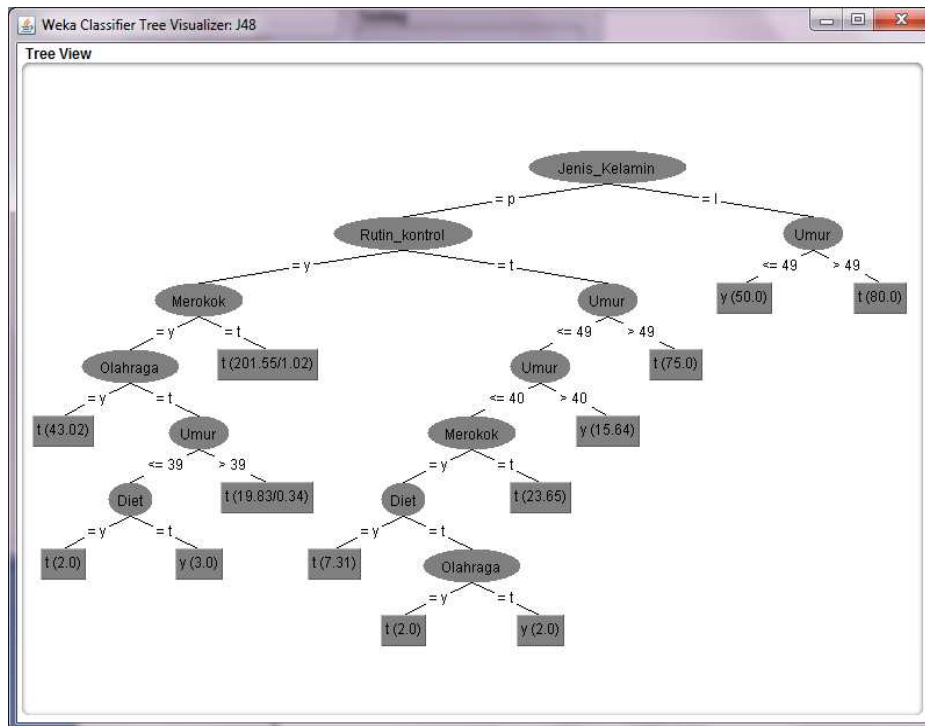 Weka Classifier Tree Visualizer: J48
Tree View
Jenis_Kelamin
= p = l
Rutin_kontrol Umur
= y = t <= 49 > 49
Merokok Umur y (50.0) t (80.0)
= y = t <= 49 > 49
Olahraga t (201.55/1.02) Umur t (75.0)
= y = t <= 40 > 40
t (43.02) Umur Merokok y (15.64)
<= 39 > 39 = y = t
Diet t (19.83/0.34) Diet t (23.65)
= y = t = y = t
t (2.0) y (3.0) t (7.31) Olahraga
= y = t
t (2.0) y (2.0)